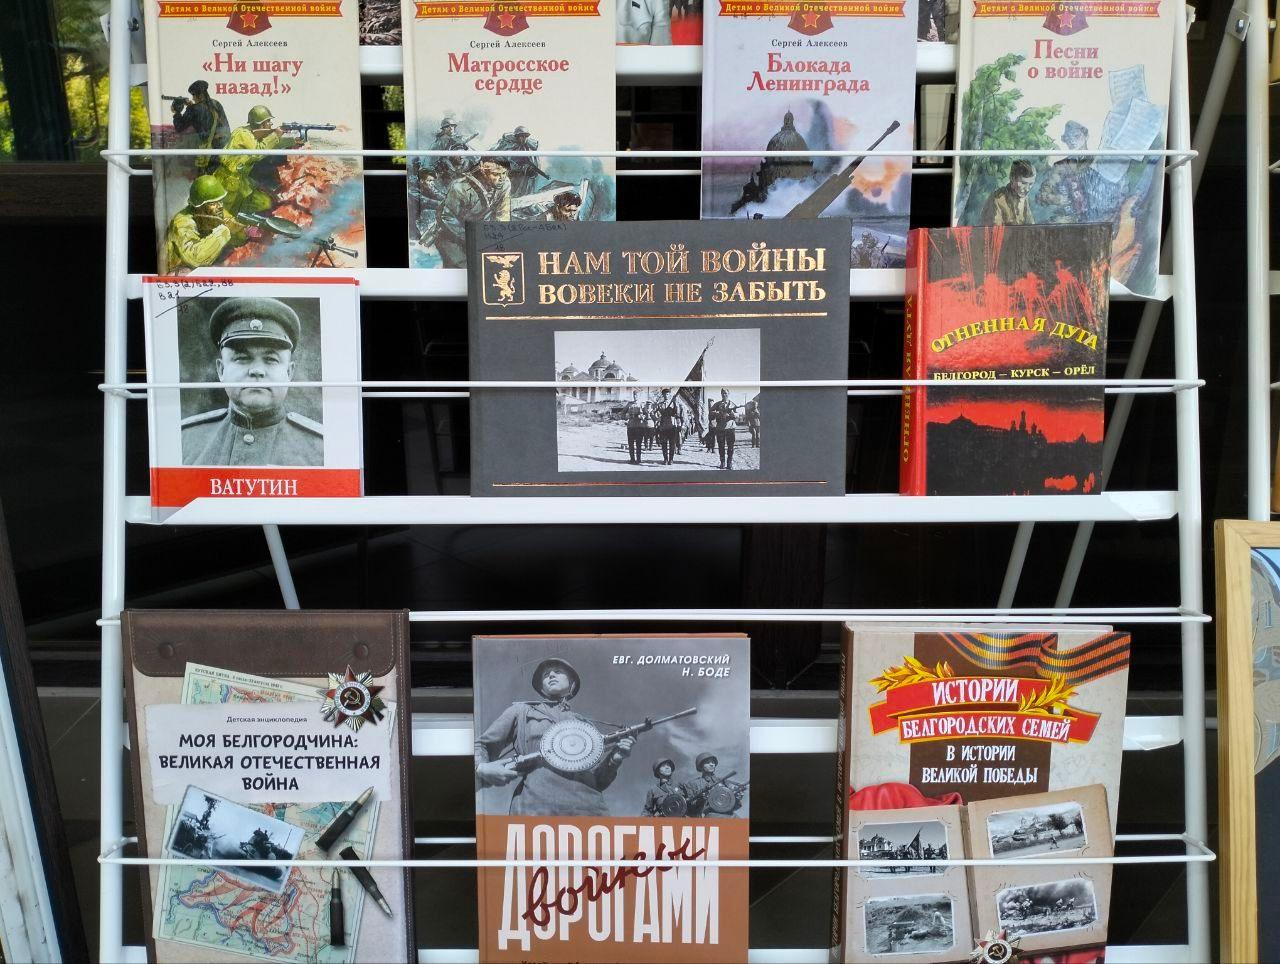 Детям о Великой Отечественной войне
Сергей Алексеев
«Ни шагу
назад!»
Детям о Великой Отечественной войне
Сергей Алексеев
Матросское
сердце
Детям о Великой Отечественной войне
Сергей Алексеев
Блокада
Ленинграда
Детям о Великой Отечественной войне
Песни
о войне
ВАТУТИН
НАМ ТОЙ ВОЙНЫ
ВОВЕКИ НЕ ЗАБЫТЬ
ОГНЕННАЯ ДУГА
БЕЛГОРОД – КУРСК – ОРЁЛ
Детская энциклопедия
МОЯ БЕЛГОРОДЧИНА:
ВЕЛИКАЯ ОТЕЧЕСТВЕННАЯ
ВОЙНА
ЕВГ. ДОЛМАТОВСКИЙ
Н. БОДЕ
ДОРОГАМИ
войны
ИСТОРИИ
БЕЛГОРОДСКИХ СЕМЕЙ
В ИСТОРИИ
ВЕЛИКОЙ ПОБЕДЫ